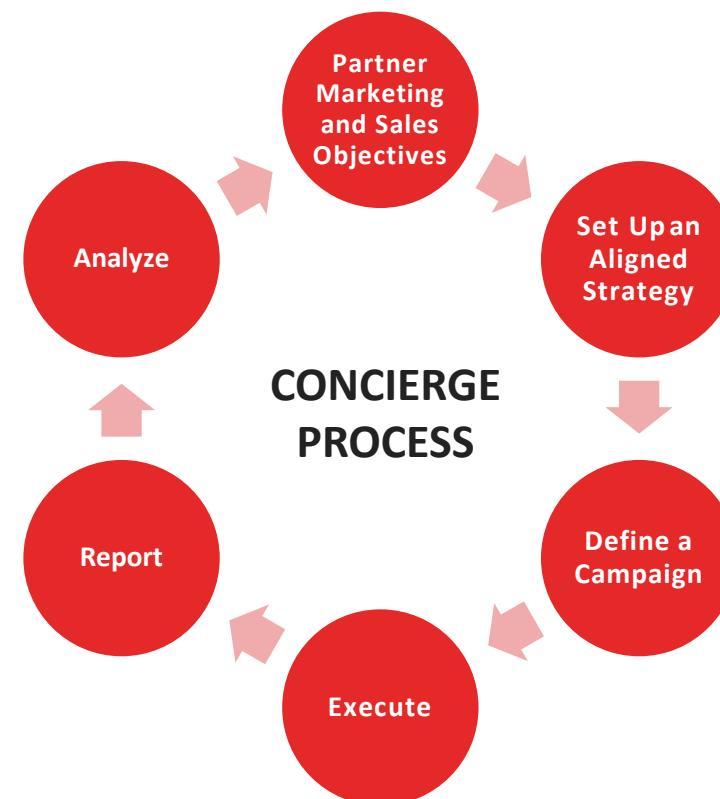 Partner
Marketing
and Sales
Objectives
Set Up an
Aligned
Strategy
Define a
Campaign
Execute
Report
Analyze
CONCIERGE
PROCESS